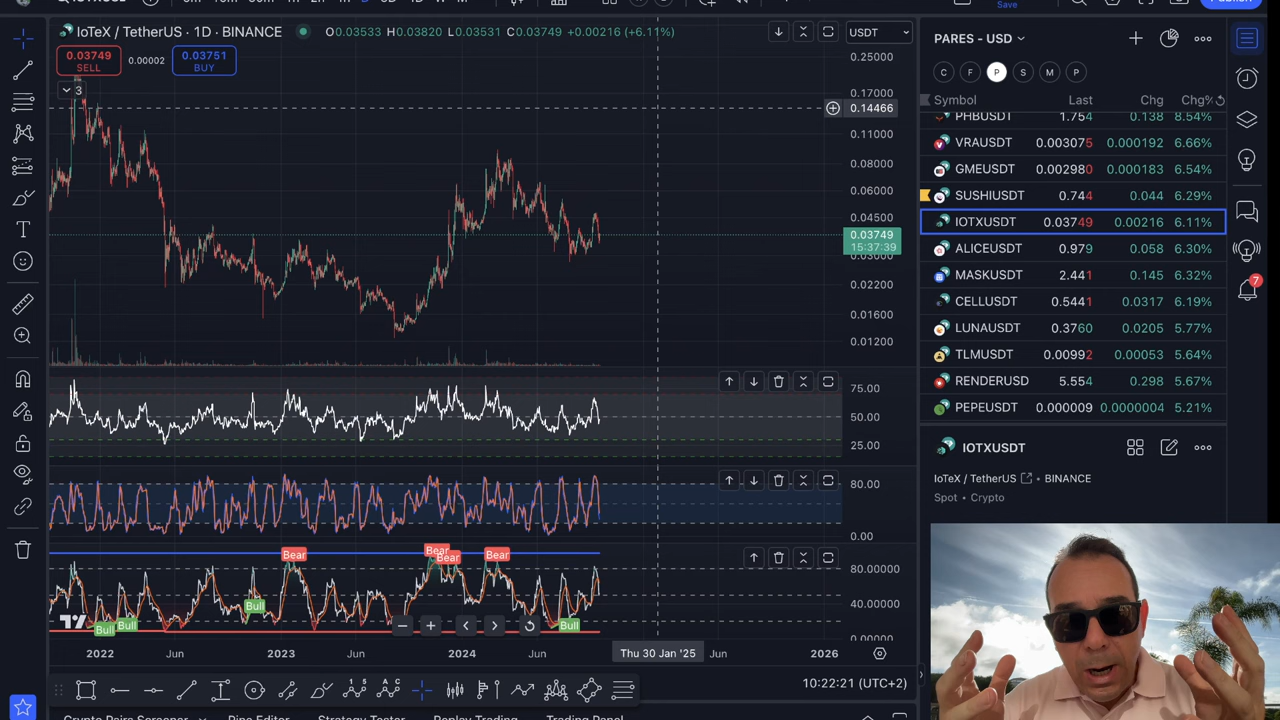 IoTeX / TetherUS · 1D · BINANCE
O0.03533 H0.03820 L0.03531 C0.03749 +0.00216 (+6.11%)
0.03749
SELL
0.00002
0.03751
BUY
3
USDT
0.25000
0.17000
0.14466
0.11000
0.08000
0.06000
0.04500
0.03749
15:37:39
0.03000
0.02200
0.01600
0.01200
75.00
50.00
25.00
80.00
0.00
Bear
Bear
Bear
Bear
Bull
Bull
Bull
Bull
80.00000
40.00000
0.00000
2022
Jun
2023
Jun
2024
Jun
Thu 30 Jan '25
Jun
2026
10:22:21 (UTC+2)
Save
Publish
PARES - USD
C F P S M P
Symbol Last Chg Chg%
PHBUSDT 1.754 0.138 8.54%
VRAUSDT 0.003075 0.000192 6.66%
GMEUSDT 0.002980 0.000183 6.54%
SUSHIUSDT 0.744 0.044 6.29%
IOTXUSDT 0.03749 0.00216 6.11%
ALICEUSDT 0.979 0.058 6.30%
MASKUSDT 2.441 0.145 6.32%
CELLUSDT 0.5441 0.0317 6.19%
LUNAUSDT 0.3760 0.0205 5.77%
TLMUSDT 0.00992 0.00053 5.64%
RENDERUSD 5.554 0.298 5.67%
PEPEUSDT 0.000009 0.0000004 5.21%
7
IOTXUSDT
IoTeX / TetherUS BINANCE
Spot • Crypto
Crypto Pairs Screener
Pine Editor
Strategy Tester
Replay Trading
Trading Panel